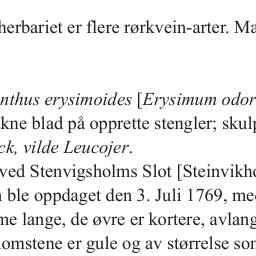 herbariet er flere rørkvein-arter. Ma
nthus erysimoides [Erysimum odor
kne blad på opprette stengler; skulp
ck, vilde Leucojer.
ved Stenvigsholms Slot [Steinvikho
ble oppdaget den 3. Juli 1769, me
me lange, de øvre er kortere, avlang
omstene er gule og av størrelse som